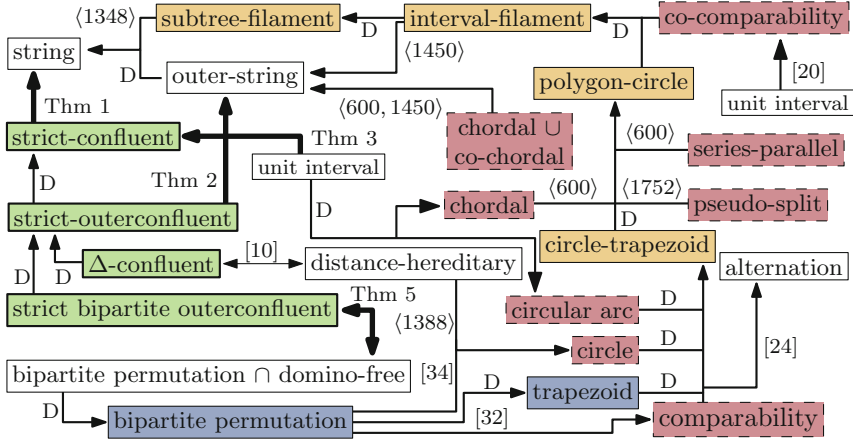 ⟨1348⟩ subtree-filament D interval-filament D co-comparability
string D ⟨1450⟩ [20]
outer-string polygon-circle
Thm 1 ⟨600, 1450⟩ unit interval
strict-confluent Thm 3 chordal ∪ co-chordal ⟨600⟩ series-parallel
D Thm 2 unit interval
D chordal ⟨600⟩ ⟨1752⟩ pseudo-split
strict-outerconfluent D
D D Δ-confluent [10] distance-hereditary circle-trapezoid alternation
strict bipartite outerconfluent Thm 5 circular arc D
⟨1388⟩ circle D [24]
bipartite permutation ∩ domino-free [34]
D bipartite permutation D trapezoid D
[32] comparability